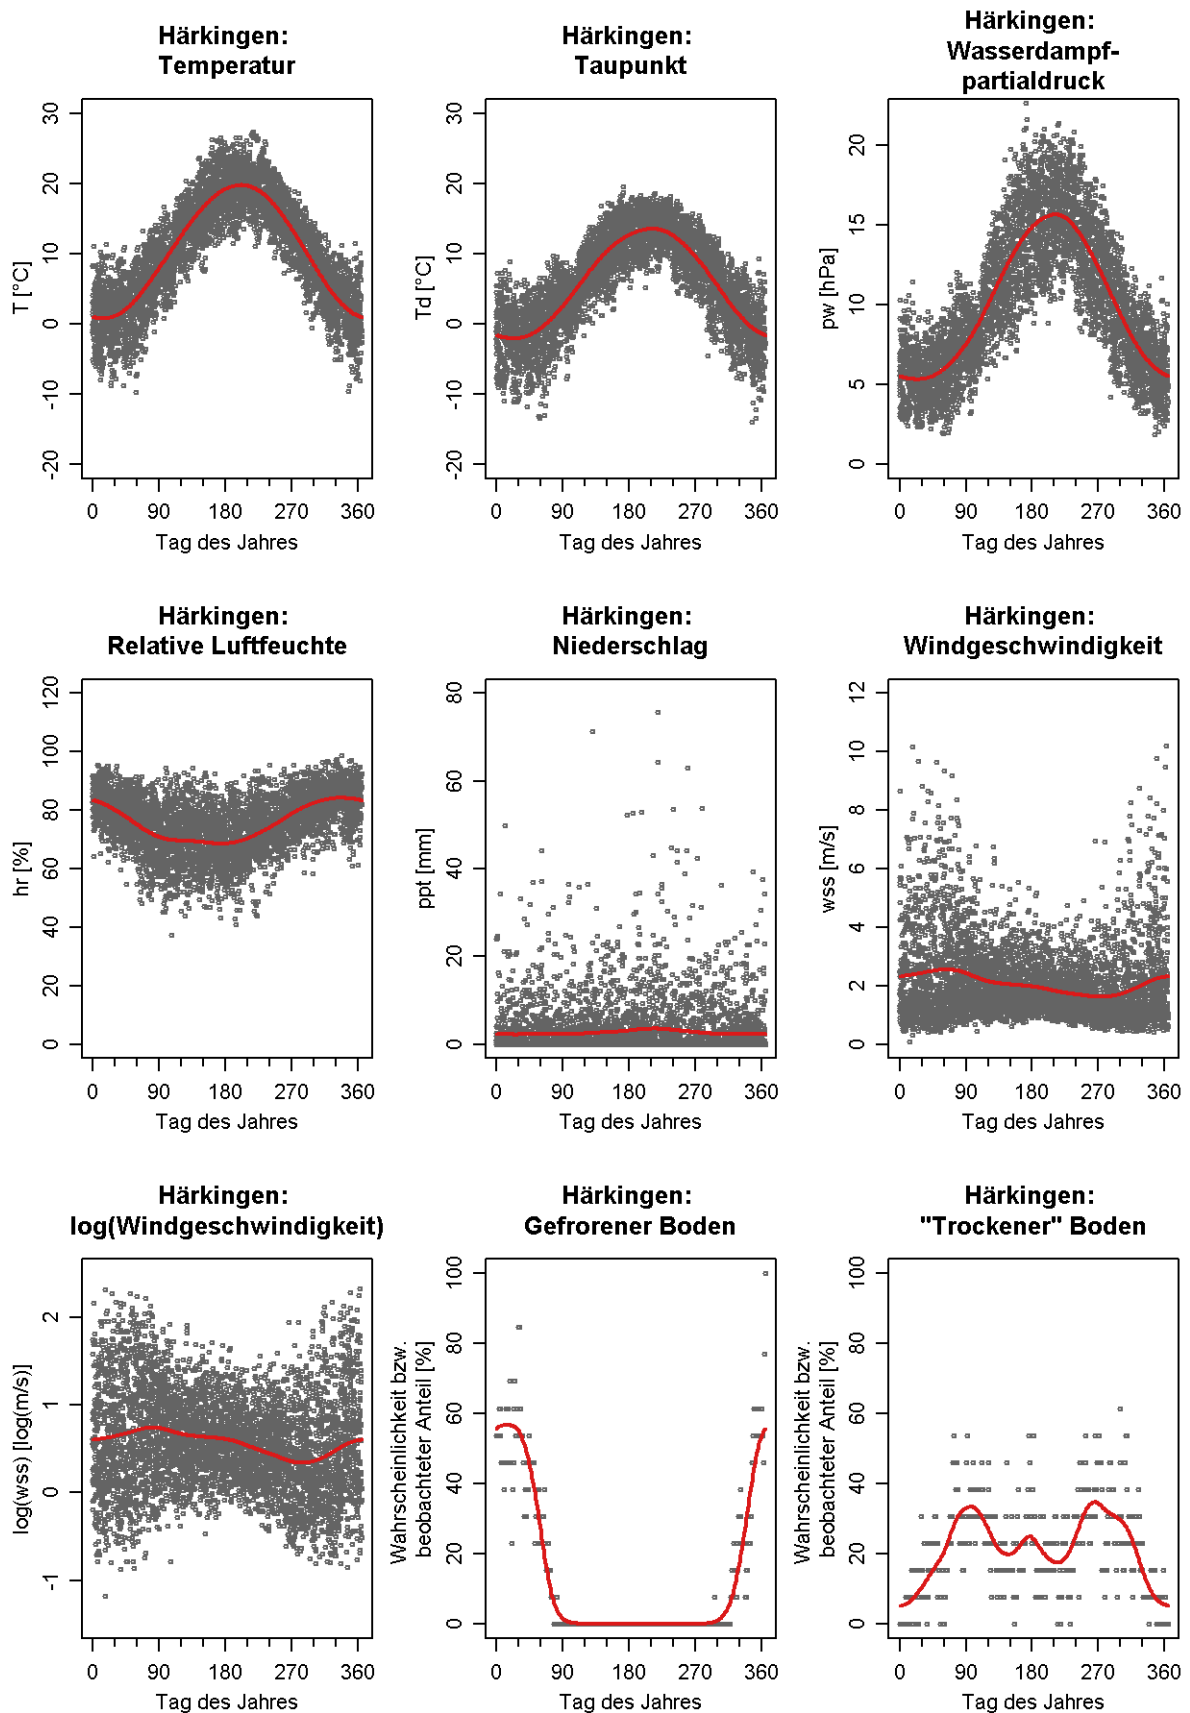 Härkingen:
Temperatur
T [°C]
30
20
10
0
-10
-20
0 90 180 270 360
Tag des Jahres
Härkingen:
Taupunkt
Td [°C]
30
20
10
0
-10
-20
0 90 180 270 360
Tag des Jahres
Härkingen:
Wasserdampf-
partialdruck
pw [hPa]
20
15
10
5
0
0 90 180 270 360
Tag des Jahres
Härkingen:
Relative Luftfeuchte
hr [%]
120
100
80
60
40
20
0
0 90 180 270 360
Tag des Jahres
Härkingen:
Niederschlag
ppt [mm]
80
60
40
20
0
0 90 180 270 360
Tag des Jahres
Härkingen:
Windgeschwindigkeit
wss [m/s]
12
10
8
6
4
2
0
0 90 180 270 360
Tag des Jahres
Härkingen:
log(Windgeschwindigkeit)
log(wss) [log(m/s)]
2
1
0
-1
0 90 180 270 360
Tag des Jahres
Härkingen:
Gefrorener Boden
Wahrscheinlichkeit bzw.
beobachteter Anteil [%]
100
80
60
40
20
0
0 90 180 270 360
Tag des Jahres
Härkingen:
"Trockener" Boden
Wahrscheinlichkeit bzw.
beobachteter Anteil [%]
100
80
60
40
20
0
0 90 180 270 360
Tag des Jahres